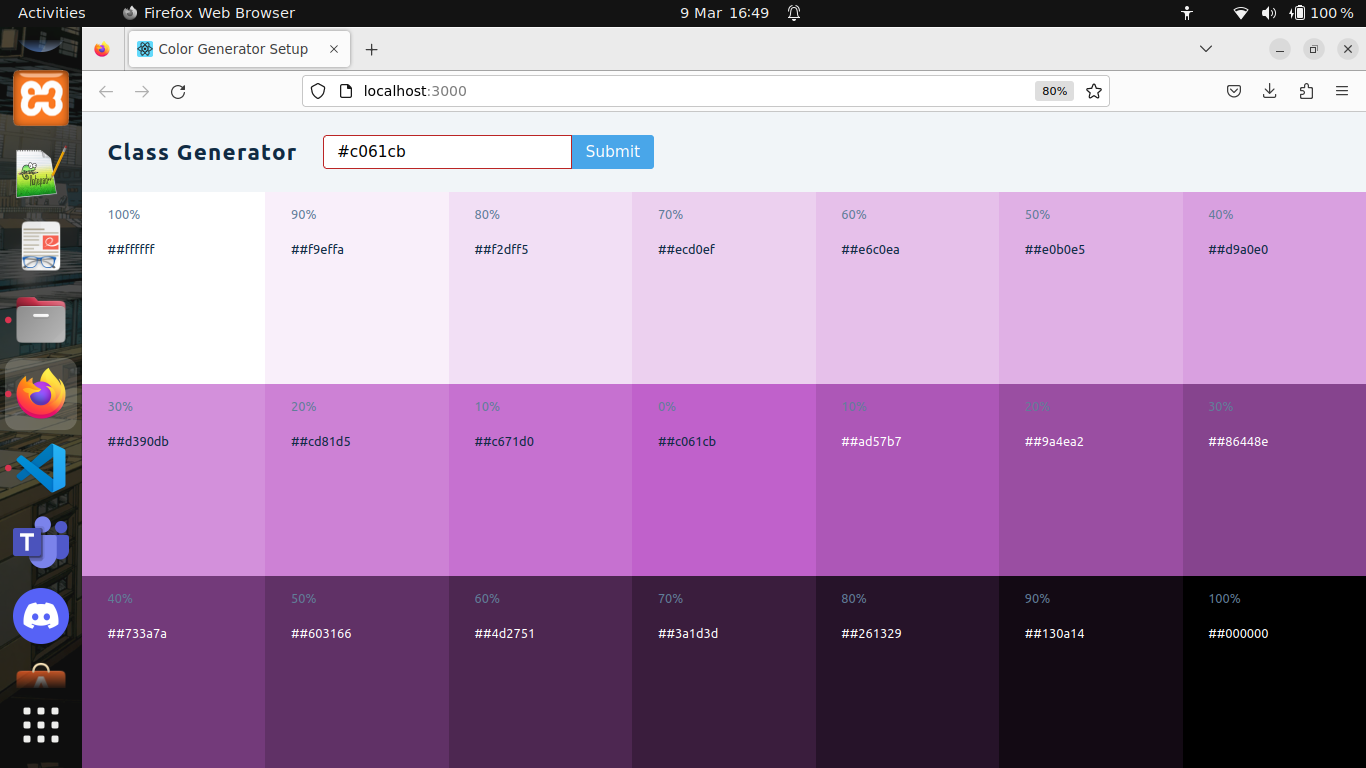 Activities Firefox Web Browser 9 Mar 16:49 100 %
Color Generator Setup
localhost:3000 80%
Class Generator #c061cb Submit
100% 90% 80% 70% 60% 50% 40%
##ffffff ##f9effa ##f2dff5 ##ecd0ef ##e6c0ea ##e0b0e5 ##d9a0e0
30% 20% 10% 0% 10% 20% 30%
##d390db ##cd81d5 ##c671d0 ##c061cb ##ad57b7 ##9a4ea2 ##86448e
40% 50% 60% 70% 80% 90% 100%
##733a7a ##603166 ##4d2751 ##3a1d3d ##261329 ##130a14 ##000000